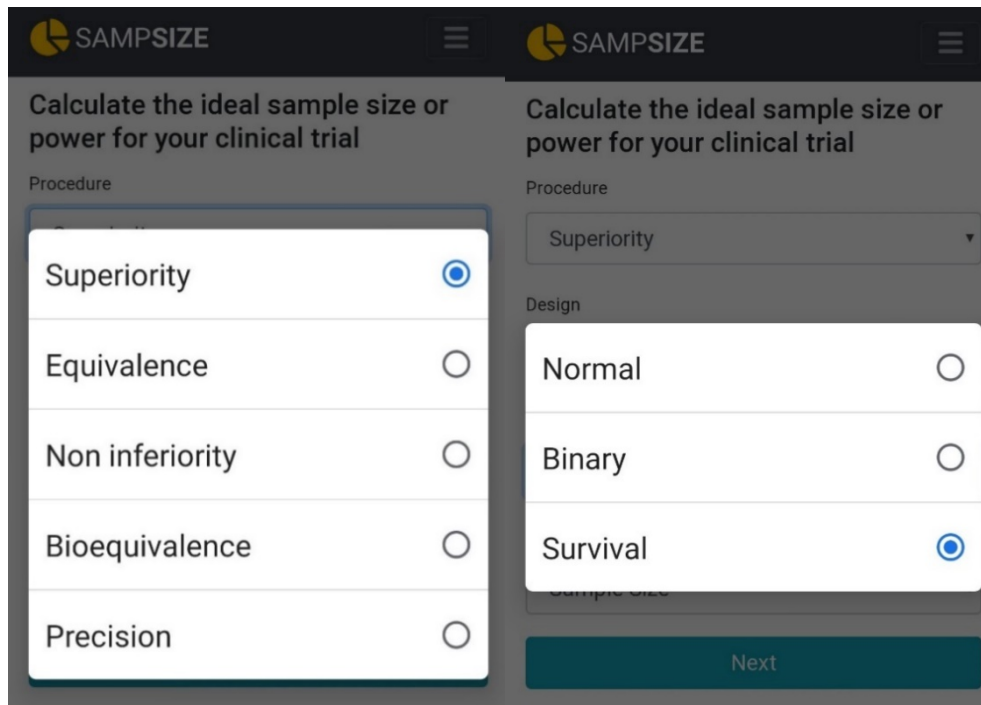 SAMPSIZE
Calculate the ideal sample size or
power for your clinical trial
Procedure
Superiority
Equivalence
Non inferiority
Bioequivalence
Precision
SAMPSIZE
Calculate the ideal sample size or
power for your clinical trial
Procedure
Superiority
Design
Normal
Binary
Survival
Sample Size
Next